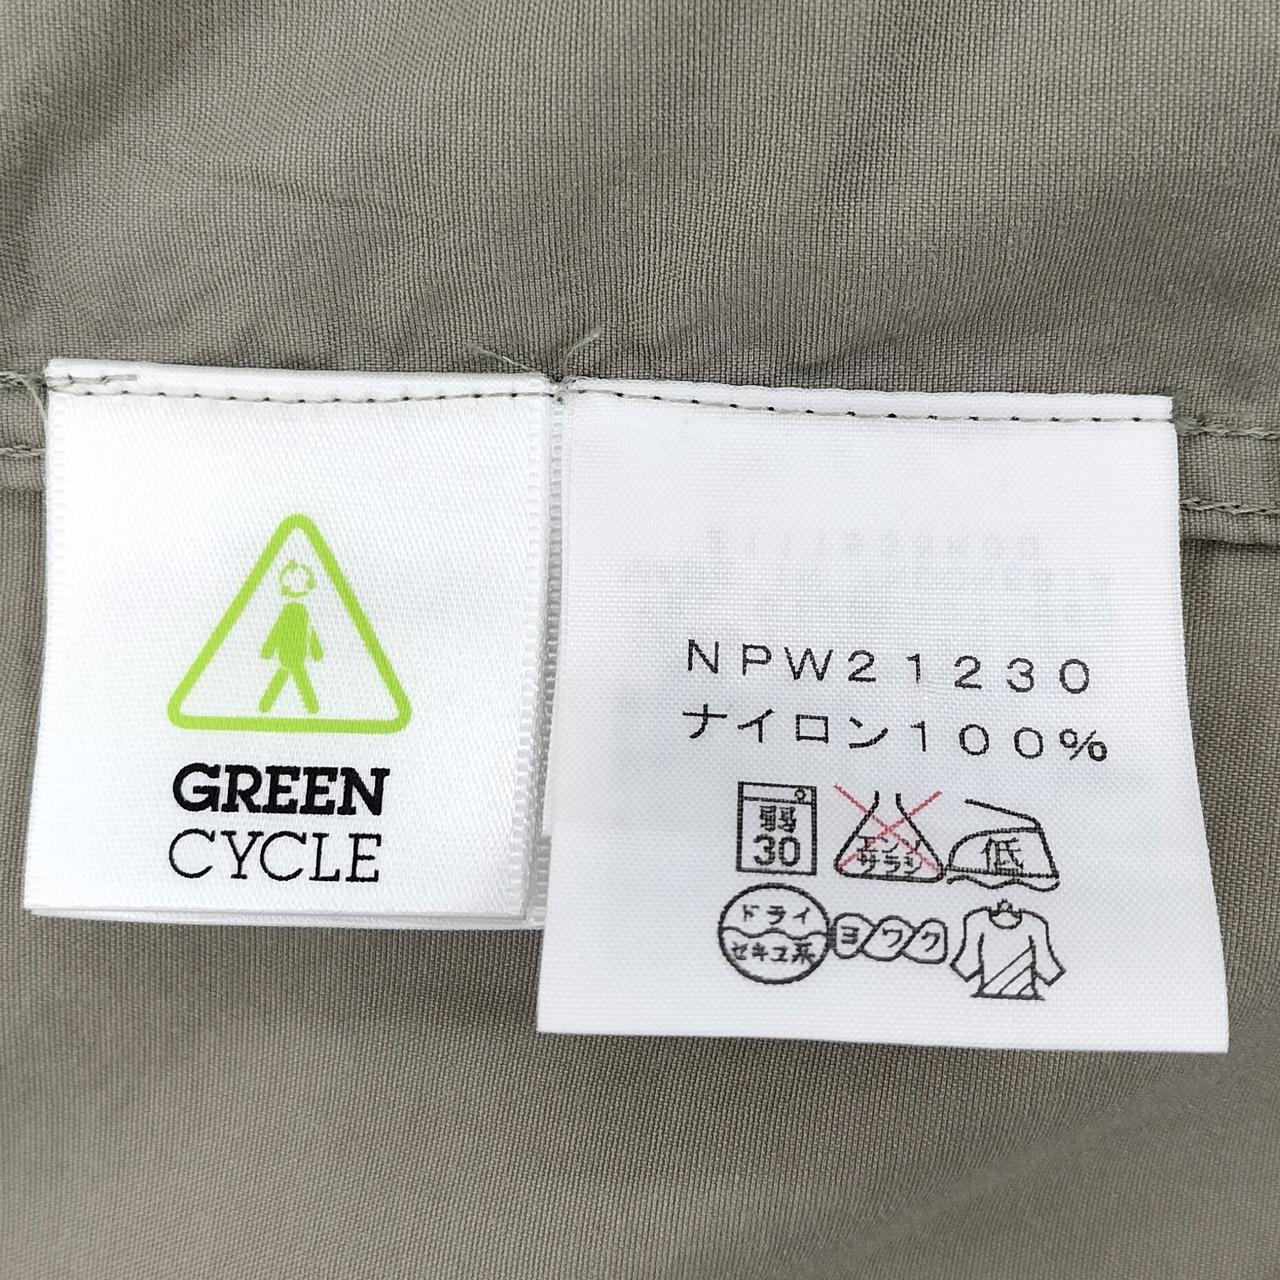 GREEN
CYCLE
NPW21230
ナイロン100%
弱
30
エンソ
サラシ
低
ドライ
セキユ系
ヨワク